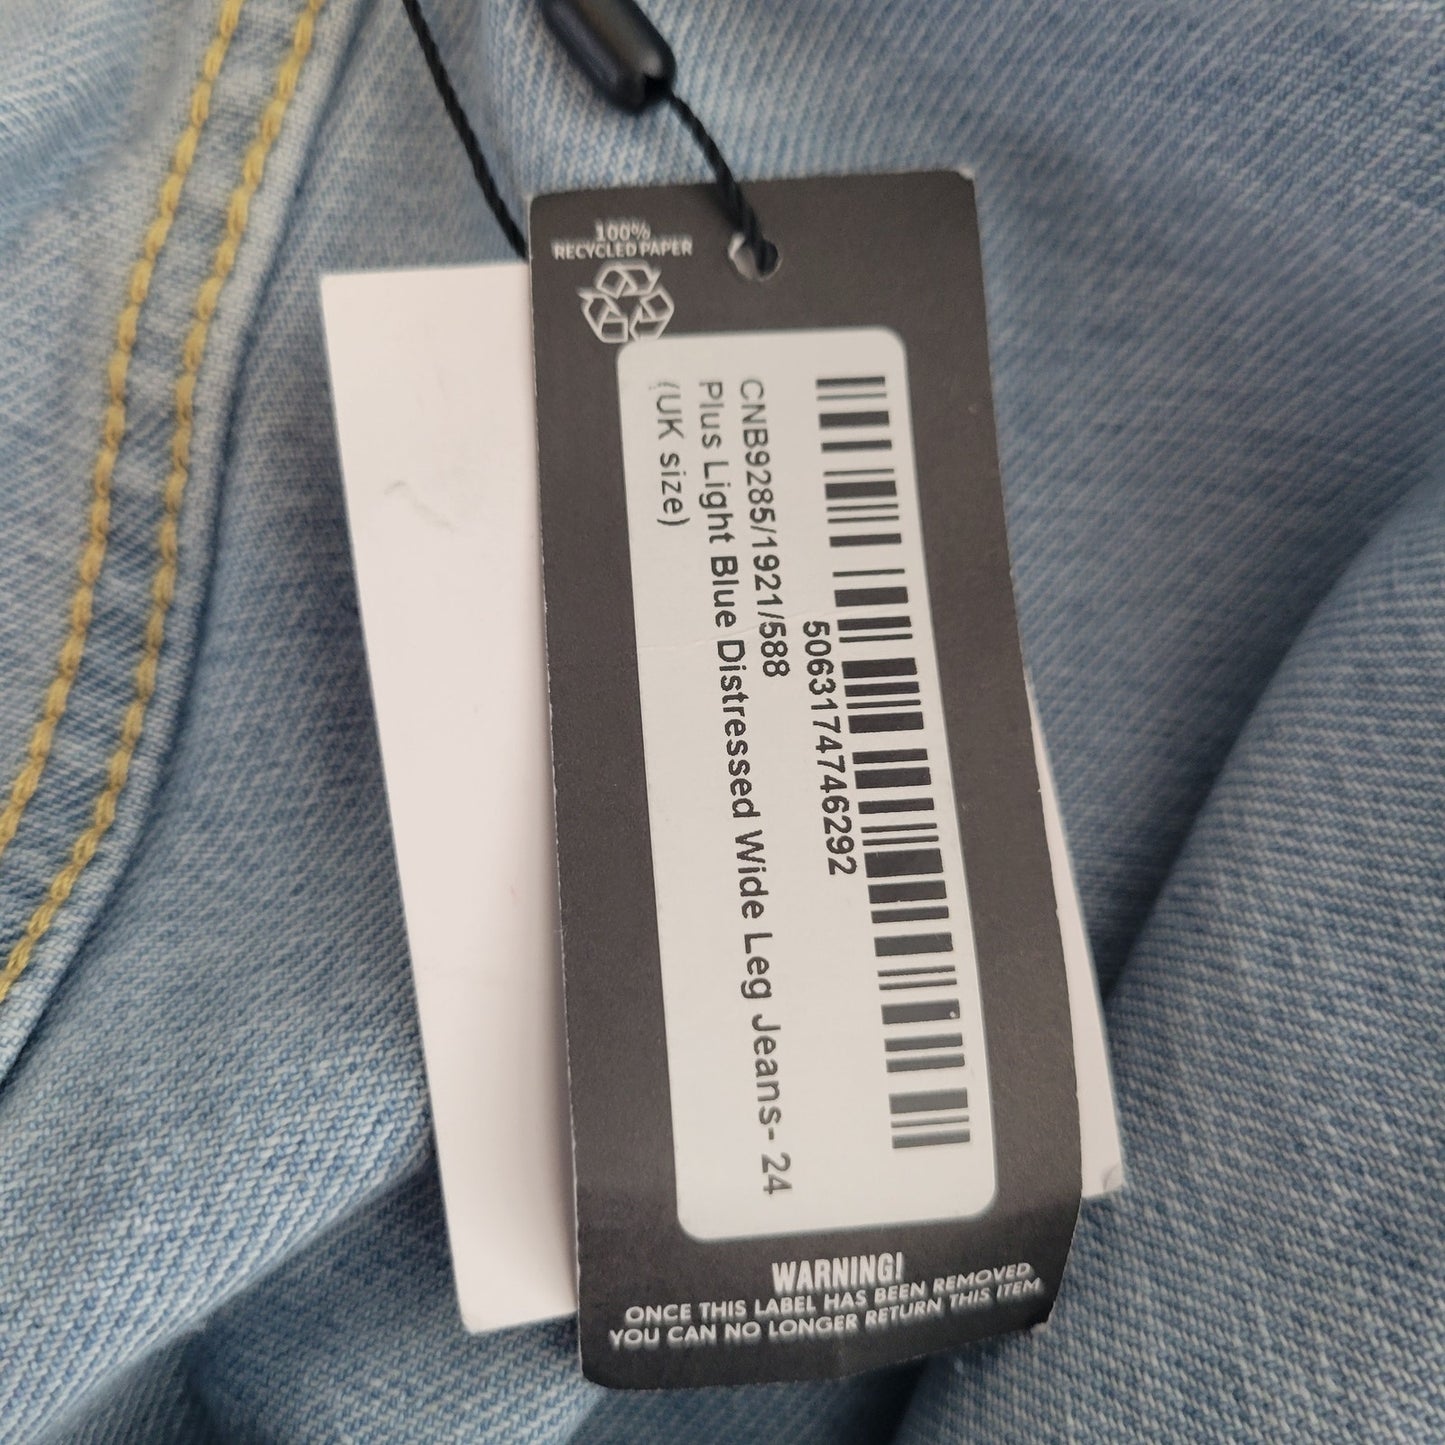 100%
RECYCLED PAPER
5063174746292
CNB9285/1921/588
Plus Light Blue Distressed Wide Leg Jeans- 24
(UK size)
WARNING!
ONCE THIS LABEL HAS BEEN REMOVED
YOU CAN NO LONGER RETURN THIS ITEM